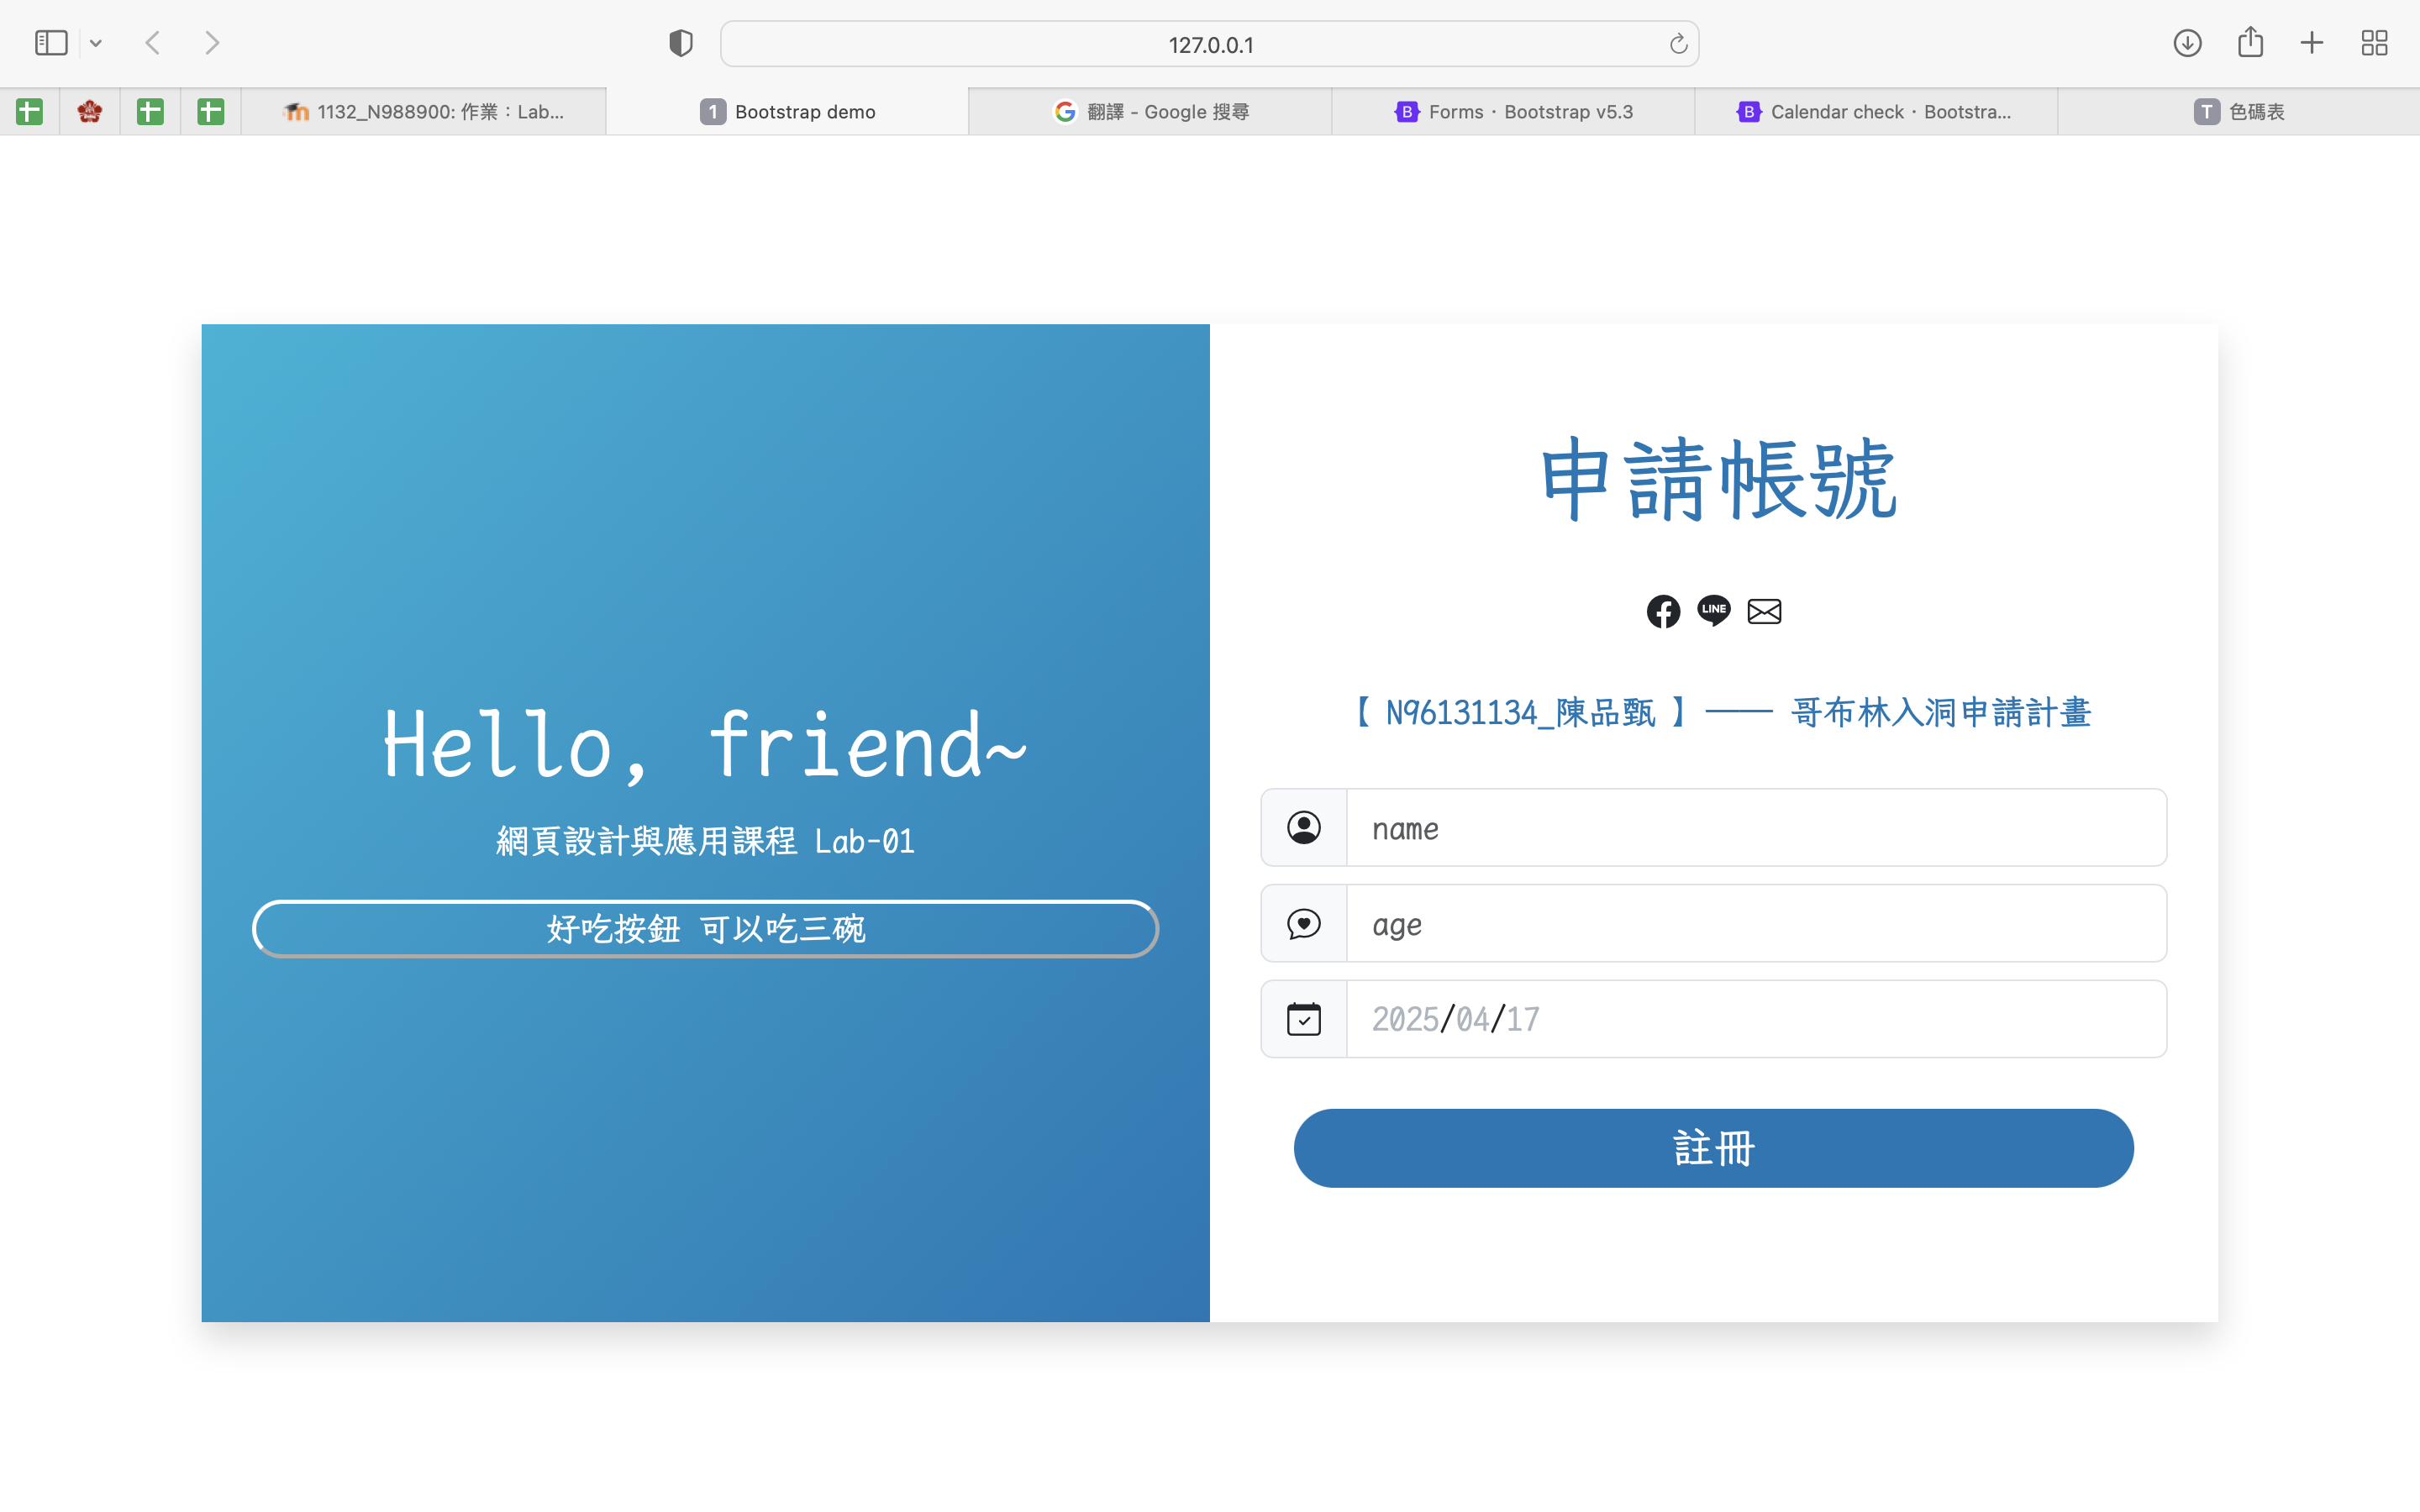 127.0.0.1
1132_N988900: 作業：Lab...
1 Bootstrap demo
翻譯 - Google 搜尋
B Forms · Bootstrap v5.3
B Calendar check · Bootstra...
T 色碼表
Hello, friend~
網頁設計與應用課程 Lab-01
好吃按鈕 可以吃三碗
申請帳號
LINE
【 N96131134_陳品甄 】—— 哥布林入洞申請計畫
name
age
2025/04/17
註冊